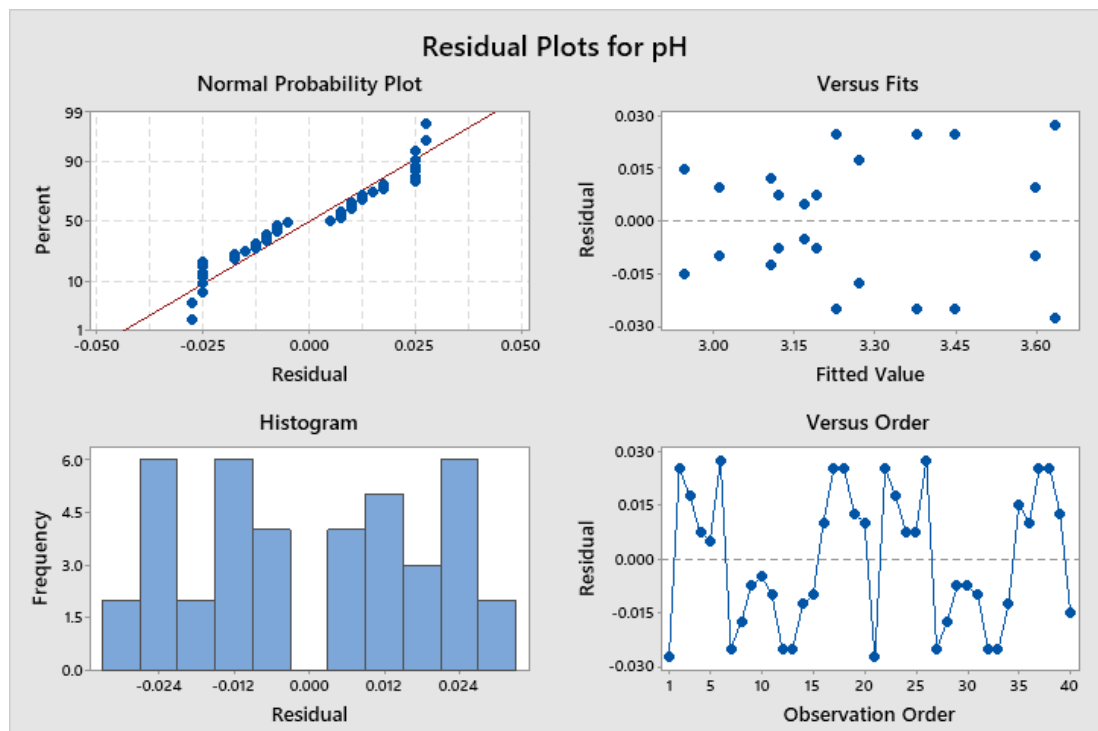 Residual Plots for pH
Normal Probability Plot
99
90
50
10
1
Percent
-0.050 -0.025 0.000 0.025 0.050
Residual
Versus Fits
0.030
0.015
0.000
-0.015
-0.030
Residual
3.00 3.15 3.30 3.45 3.60
Fitted Value
Histogram
6.0
4.5
3.0
1.5
0.0
Frequency
-0.024 -0.012 0.000 0.012 0.024
Residual
Versus Order
0.030
0.015
0.000
-0.015
-0.030
Residual
1 5 10 15 20 25 30 35 40
Observation Order